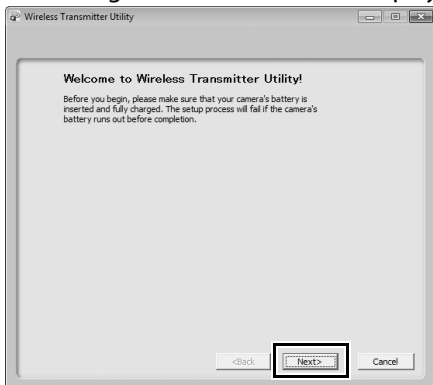 Wireless Transmitter Utility
Welcome to Wireless Transmitter Utility!
Before you begin, please make sure that your camera's battery is
inserted and fully charged. The setup process will fail if the camera's
battery runs out before completion.
<Back Next> Cancel